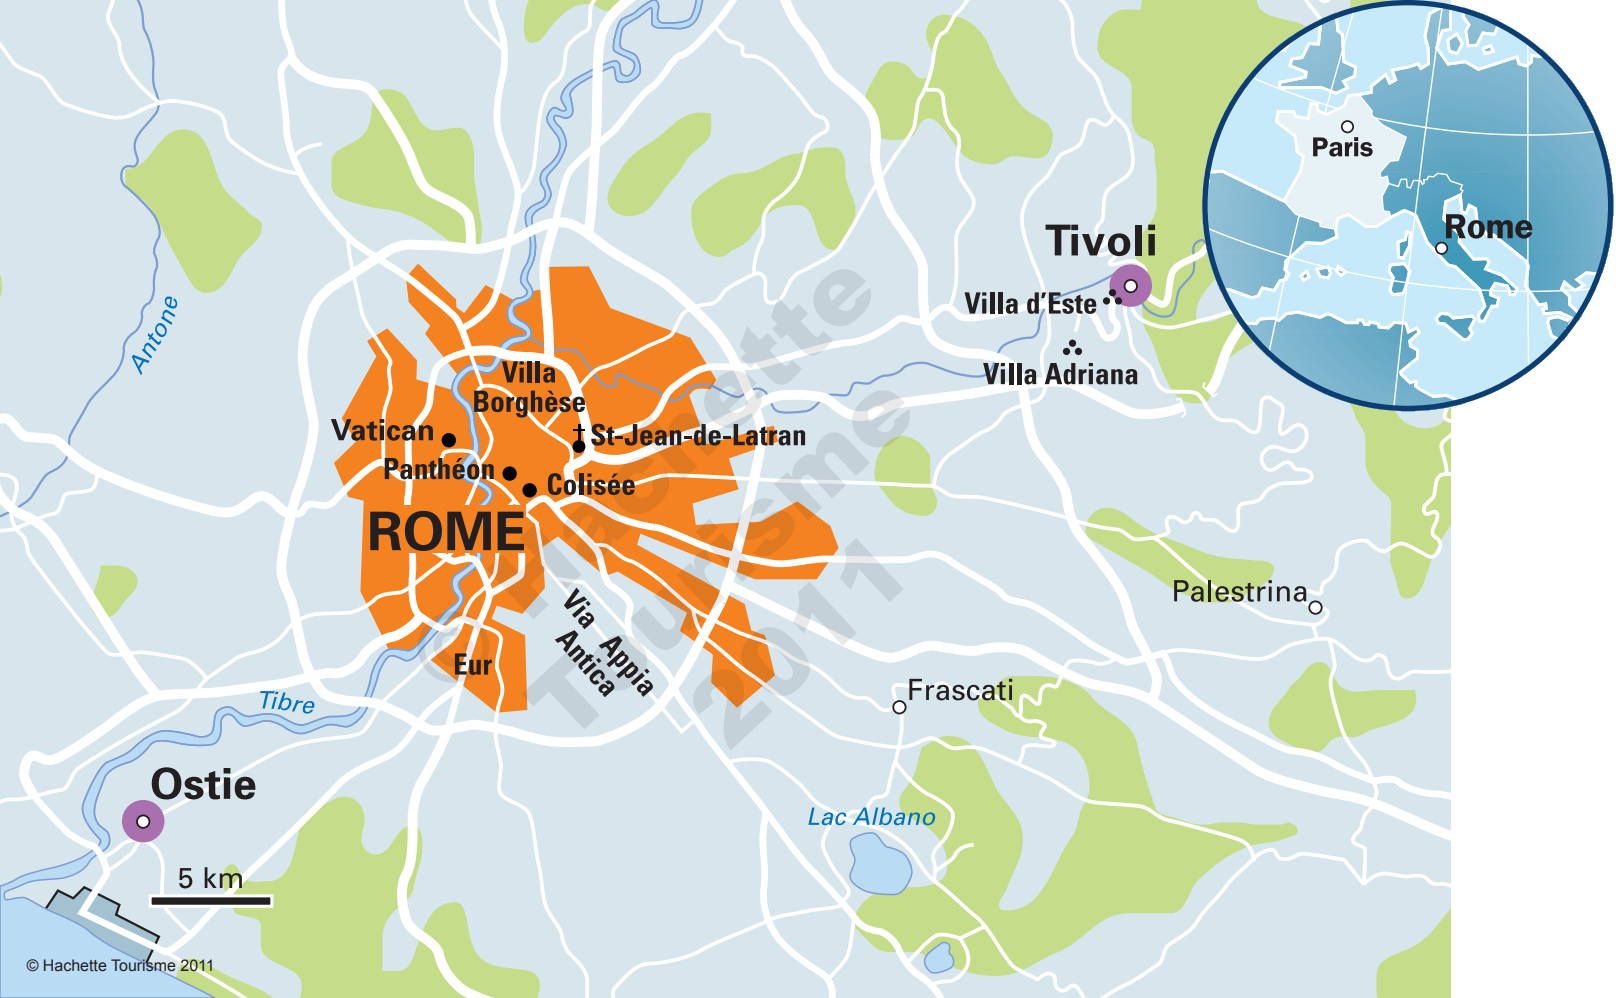 Paris
Rome
Tivoli
Villa d'Este
Villa Adriana
Antone
Villa
Borghèse
Vatican
St-Jean-de-Latran
Panthéon
Colisée
ROME
Palestrina
Via Appia
Antica
Eur
Frascati
Tibre
Ostie
Lac Albano
5 km
© Hachette
Tourisme
2011
© Hachette Tourisme 2011